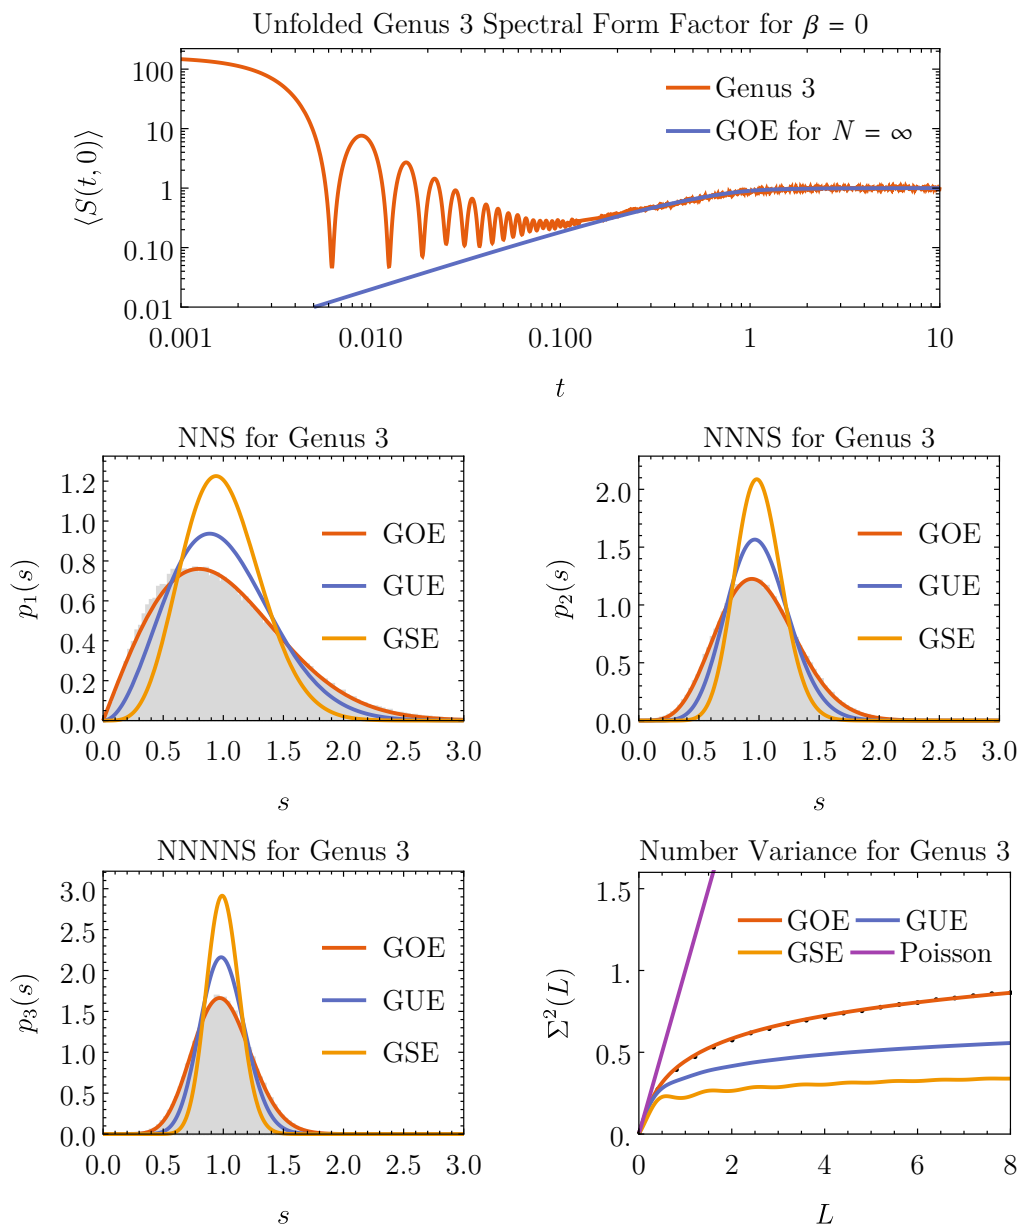 Unfolded Genus 3 Spectral Form Factor for β = 0
100
10
1
0.10
0.01
⟨S(t, 0)⟩
Genus 3
GOE for N = ∞
0.001 0.010 0.100 1 10
t
NNS for Genus 3
1.2
1.0
0.8
0.6
0.4
0.2
0.0
p₁(s)
GOE
GUE
GSE
0.0 0.5 1.0 1.5 2.0 2.5 3.0
s
NNNS for Genus 3
2.0
1.5
1.0
0.5
0.0
p₂(s)
GOE
GUE
GSE
0.0 0.5 1.0 1.5 2.0 2.5 3.0
s
NNNNS for Genus 3
3.0
2.5
2.0
1.5
1.0
0.5
0.0
p₃(s)
GOE
GUE
GSE
0.0 0.5 1.0 1.5 2.0 2.5 3.0
s
Number Variance for Genus 3
1.5
1.
0.5
0.
Σ²(L)
GOE GUE
GSE Poisson
0 2 4 6 8
L